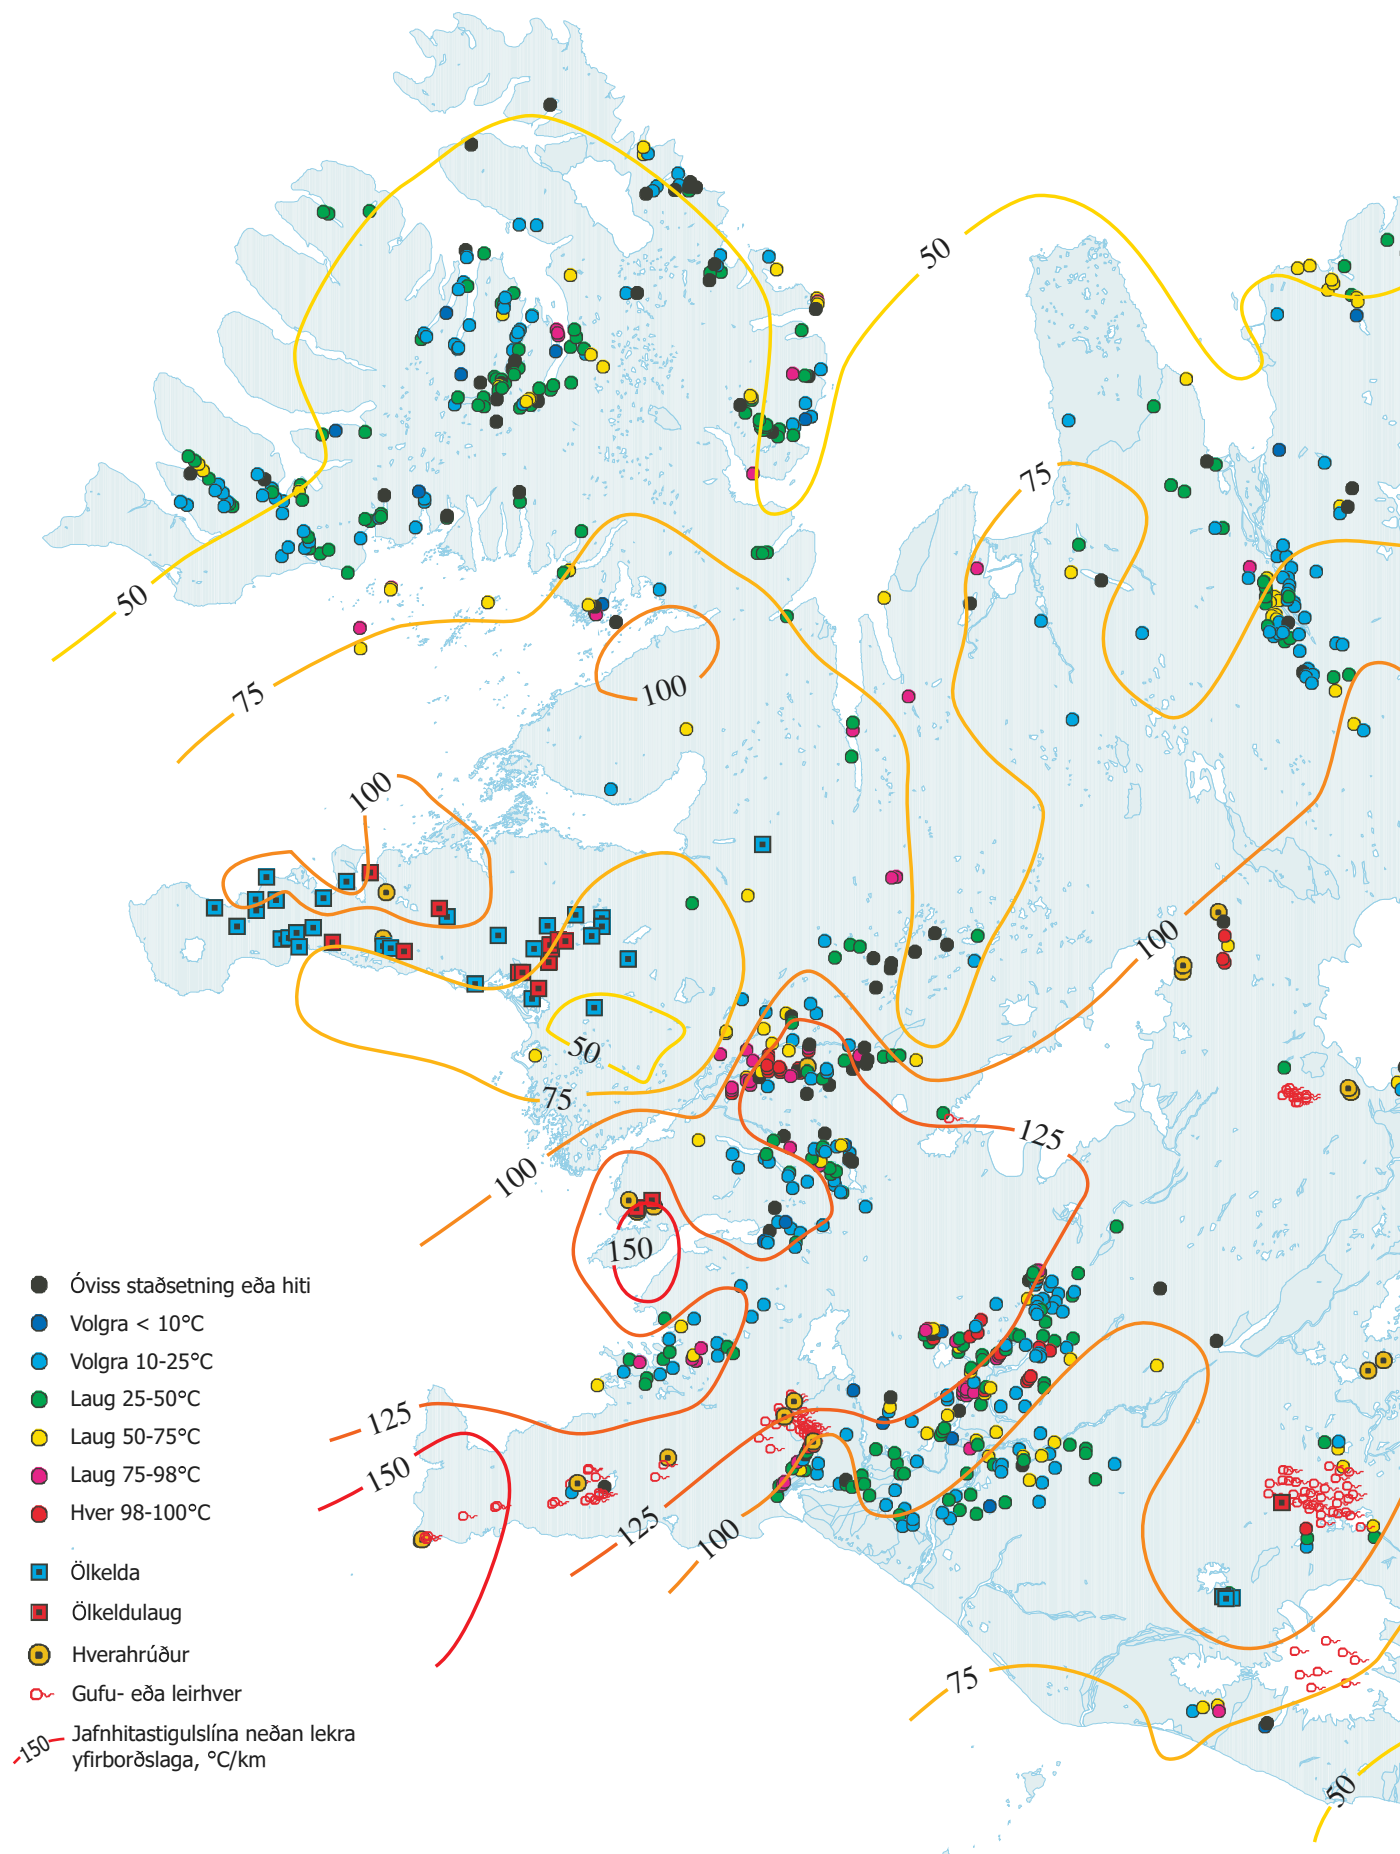 50
75
50
75
100
100
100
50
75
125
100
150
125
150
125
100
75
50
Óviss staðsetning eða hiti
Volgra < 10°C
Volgra 10-25°C
Laug 25-50°C
Laug 50-75°C
Laug 75-98°C
Hver 98-100°C
Ölkelda
Ölkeldulaug
Hverahrúður
Gufu- eða leirhver
150 Jafnhitastigulslína neðan lekra
yfirborðslaga, °C/km